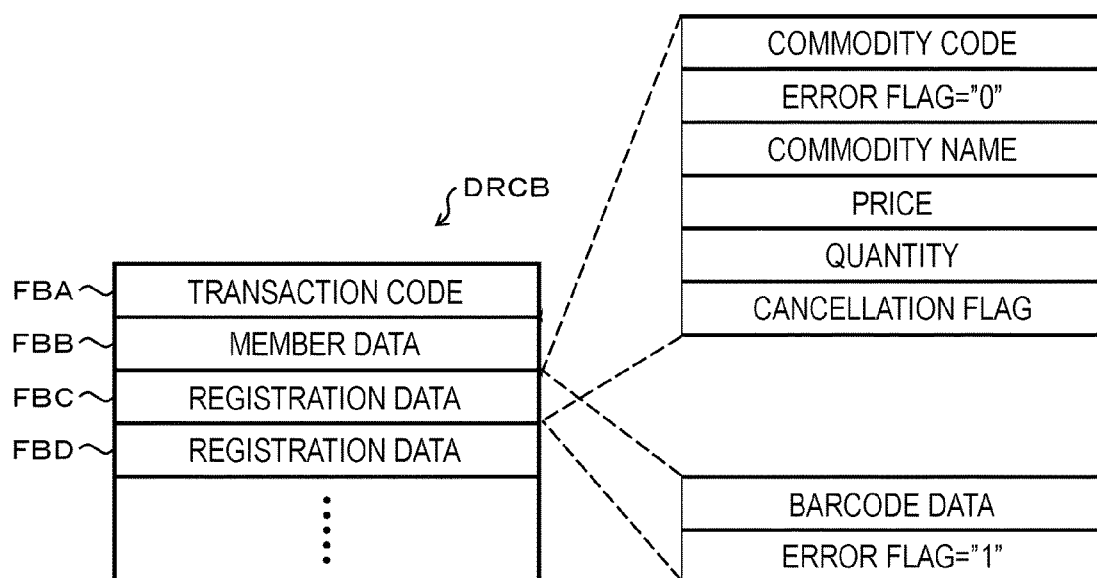 DRCB
FBA TRANSACTION CODE
FBB MEMBER DATA
FBC REGISTRATION DATA
FBD REGISTRATION DATA
COMMODITY CODE
ERROR FLAG="0"
COMMODITY NAME
PRICE
QUANTITY
CANCELLATION FLAG
BARCODE DATA
ERROR FLAG="1"